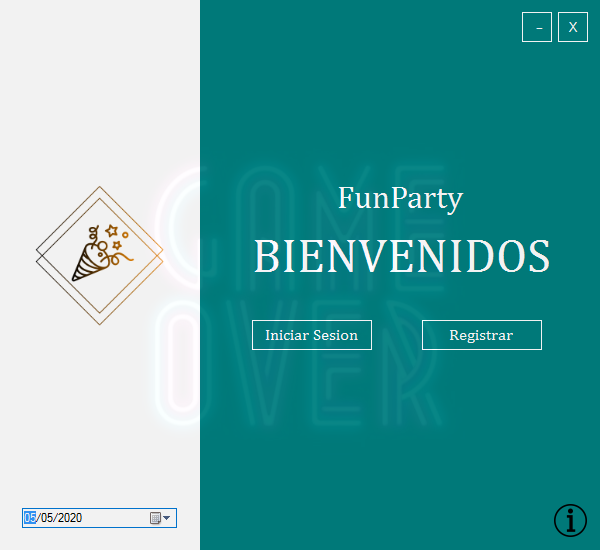 –
X
GAME
OVER
FunParty
BIENVENIDOS
Iniciar Sesion
Registrar
05/05/2020
i